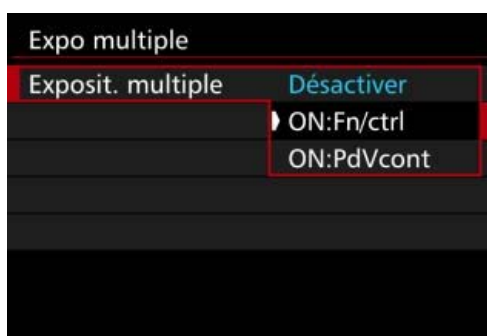 Expo multiple
Exposit. multiple Désactiver
ON:Fn/ctrl
ON:PdVcont